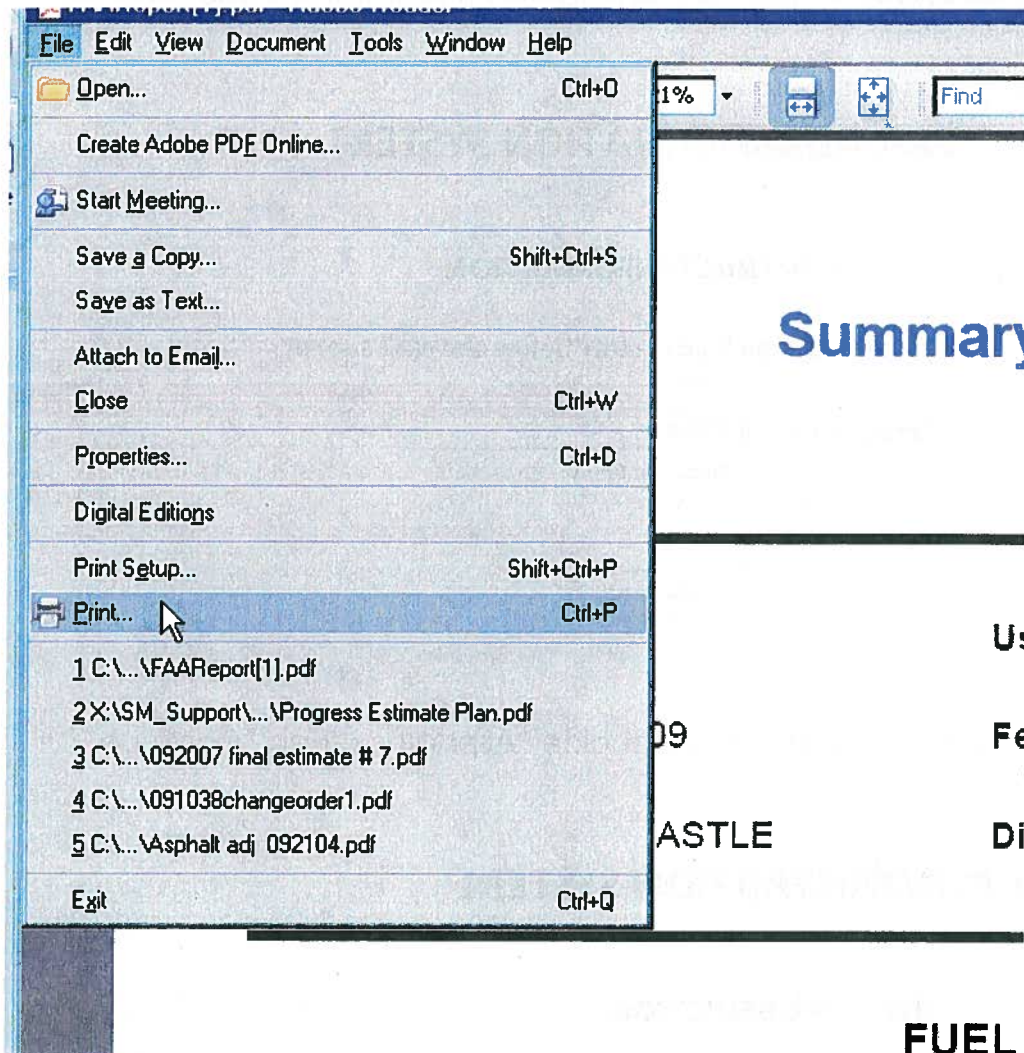 File Edit View Document Tools Window Help
Open... Ctrl+O
1% Find
Create Adobe PDF Online...
Start Meeting...
Save a Copy... Shift+Ctrl+S
Save as Text...
Summary
Attach to Email...
Close Ctrl+W
Properties... Ctrl+D
Digital Editions
Print Setup... Shift+Ctrl+P
Print... Ctrl+P
1 C:\...\FAAReport[1].pdf
2 X:\SM_Support\...\Progress Estimate Plan.pdf
3 C:\...\092007 final estimate # 7.pdf
09
4 C:\...\091038changeorder1.pdf
5 C:\...\Asphalt adj 092104.pdf
ASTLE
Exit Ctrl+Q
FUEL